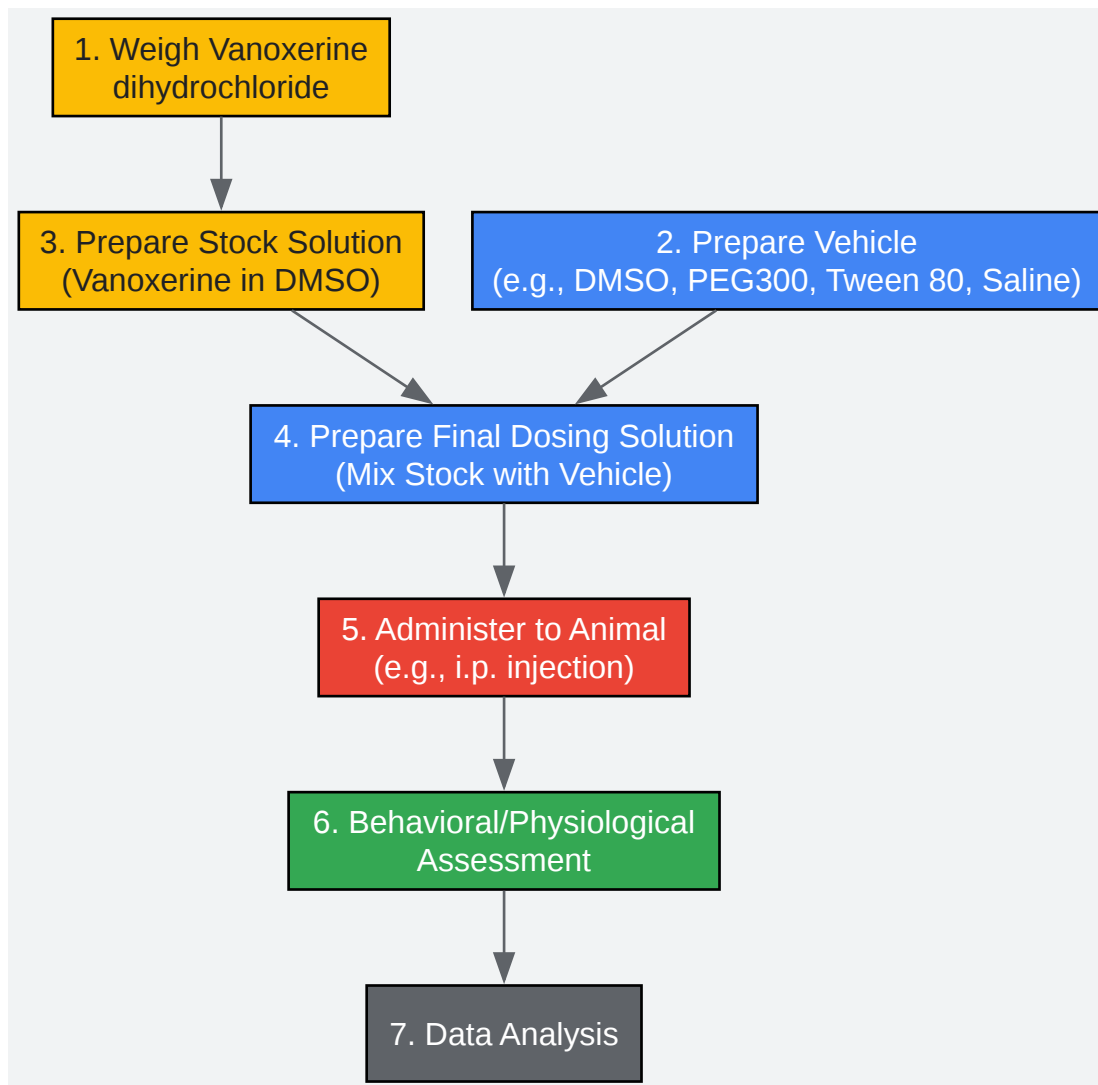 1. Weigh Vanoxerine
dihydrochloride
3. Prepare Stock Solution
(Vanoxerine in DMSO)
2. Prepare Vehicle
(e.g., DMSO, PEG300, Tween 80, Saline)
4. Prepare Final Dosing Solution
(Mix Stock with Vehicle)
5. Administer to Animal
(e.g., i.p. injection)
6. Behavioral/Physiological
Assessment
7. Data Analysis